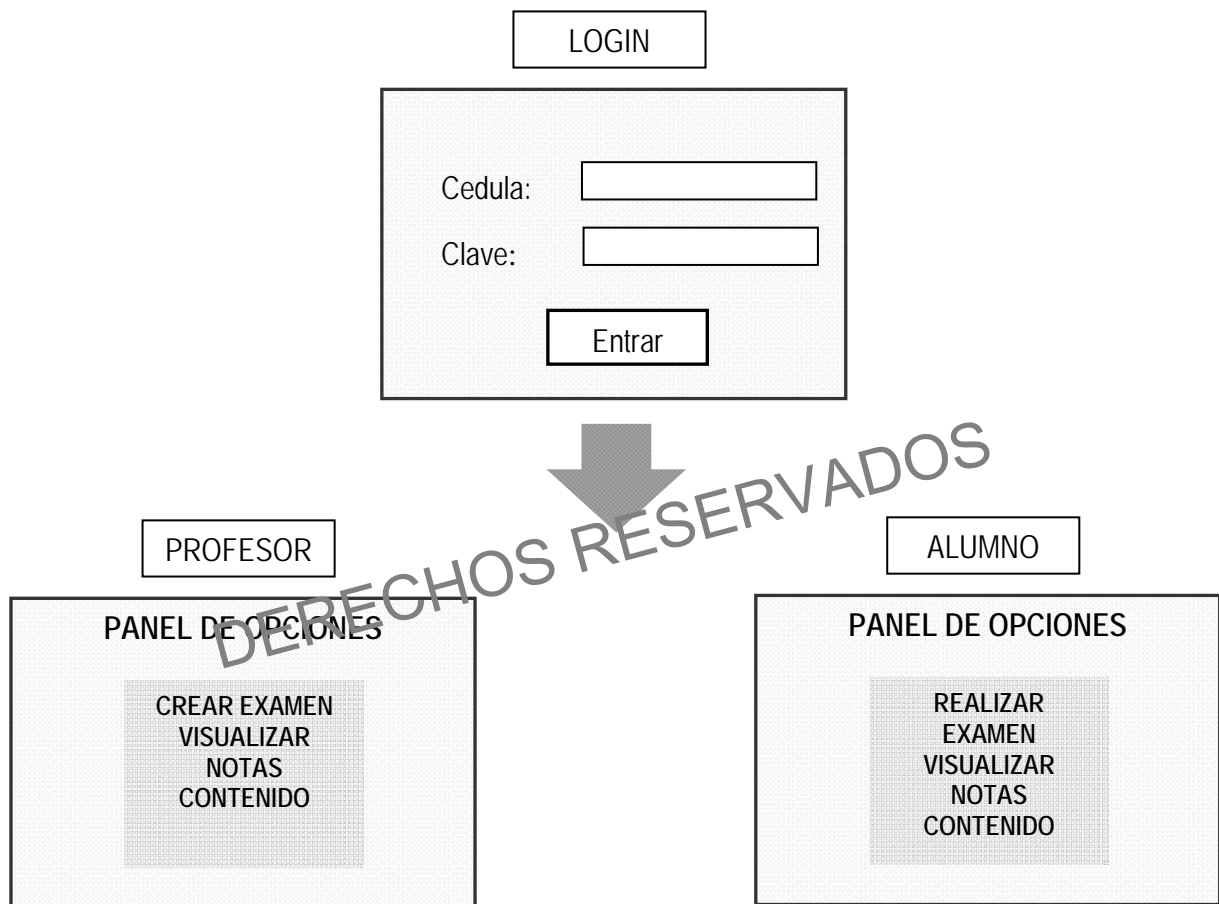 LOGIN
Cedula:
Clave:
Entrar
DERECHOS RESERVADOS
PROFESOR
PANEL DE OPCIONES
CREAR EXAMEN
VISUALIZAR
NOTAS
CONTENIDO
ALUMNO
PANEL DE OPCIONES
REALIZAR
EXAMEN
VISUALIZAR
NOTAS
CONTENIDO